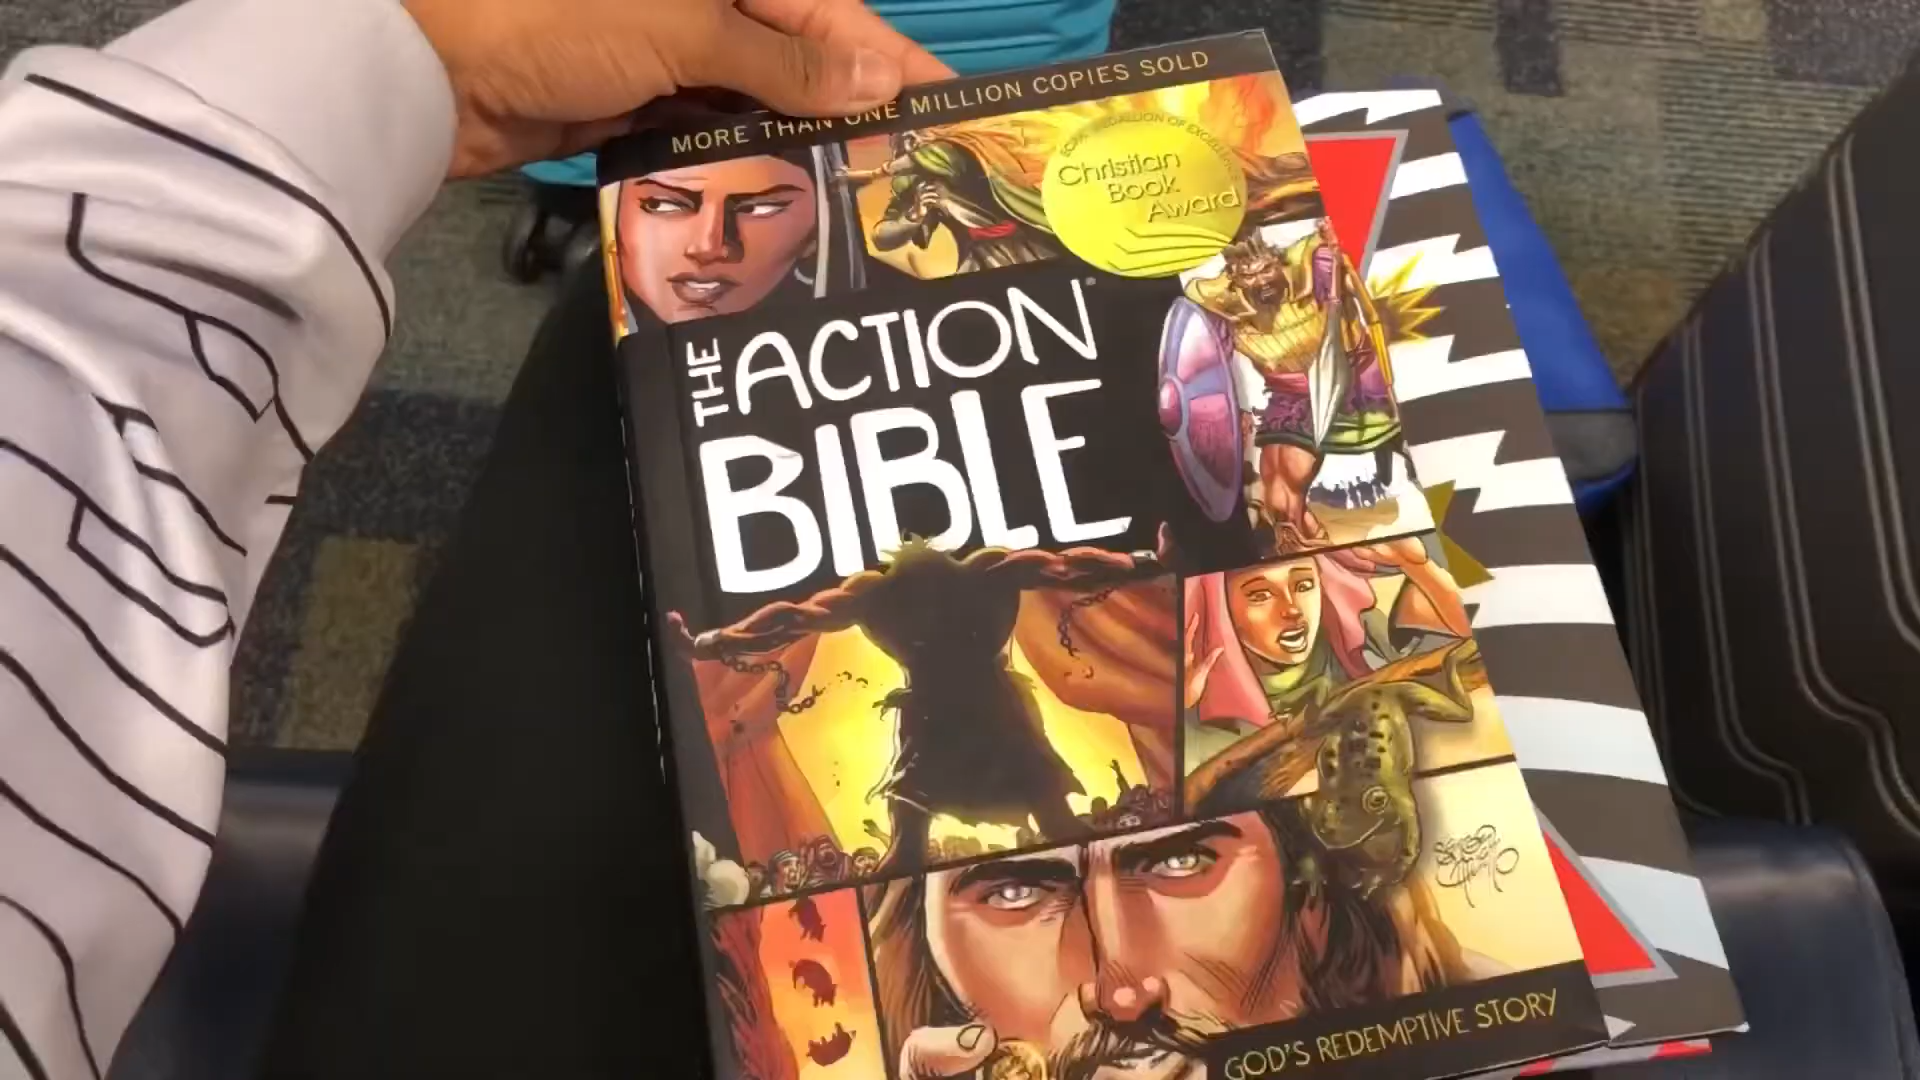 MORE THAN ONE MILLION COPIES SOLD
Christian
Book
Award
THE ACTION
BIBLE
GOD'S REDEMPTIVE STORY